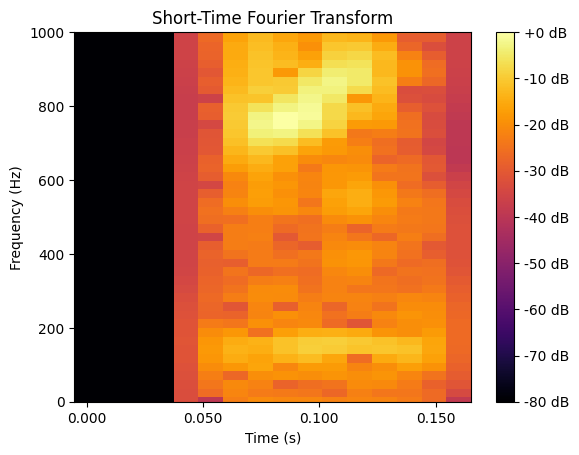 Short-Time Fourier Transform
1000
800
600
400
200
0
Frequency (Hz)
0.000
0.050
0.100
0.150
Time (s)
+0 dB
-10 dB
-20 dB
-30 dB
-40 dB
-50 dB
-60 dB
-70 dB
-80 dB